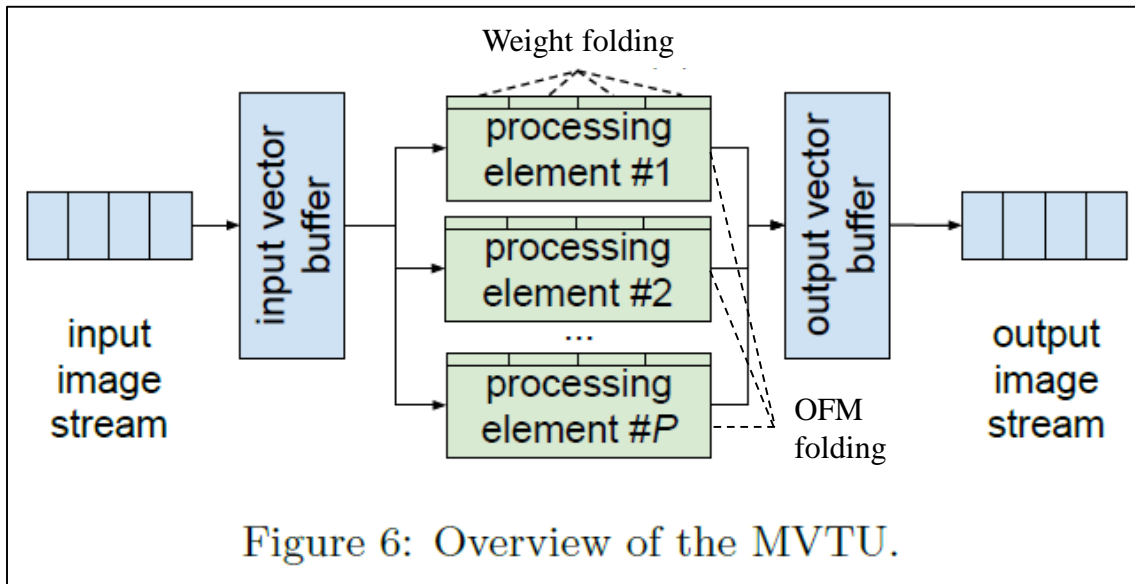 Weight folding
input vector
buffer
processing
element #1
processing
element #2
...
processing
element #P
output vector
buffer
input
image
stream
OFM
folding
output
image
stream
Figure 6: Overview of the MVTU.